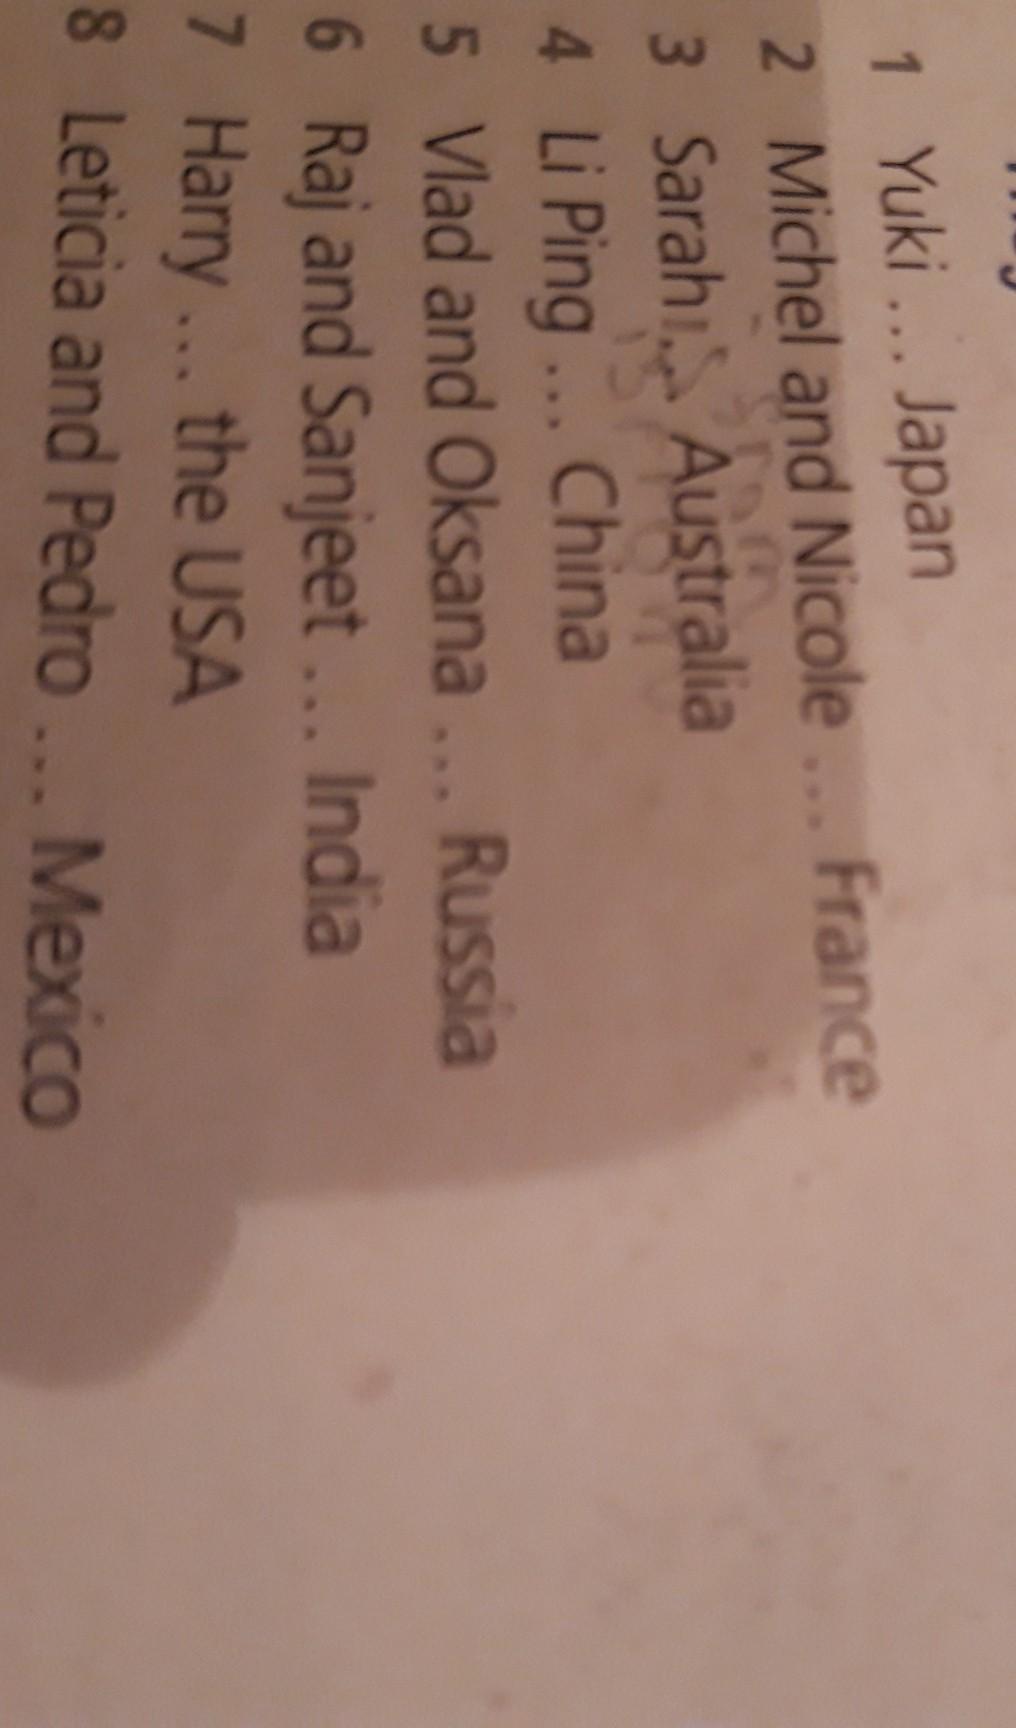 1 Yuki ... Japan
2 Michel and Nicole ... France
3 Sarah ... Australia
4 Li Ping ... China
5 Vlad and Oksana ... Russia
6 Raj and Sanjeet ... India
7 Harry ... the USA
8 Leticia and Pedro ... Mexico